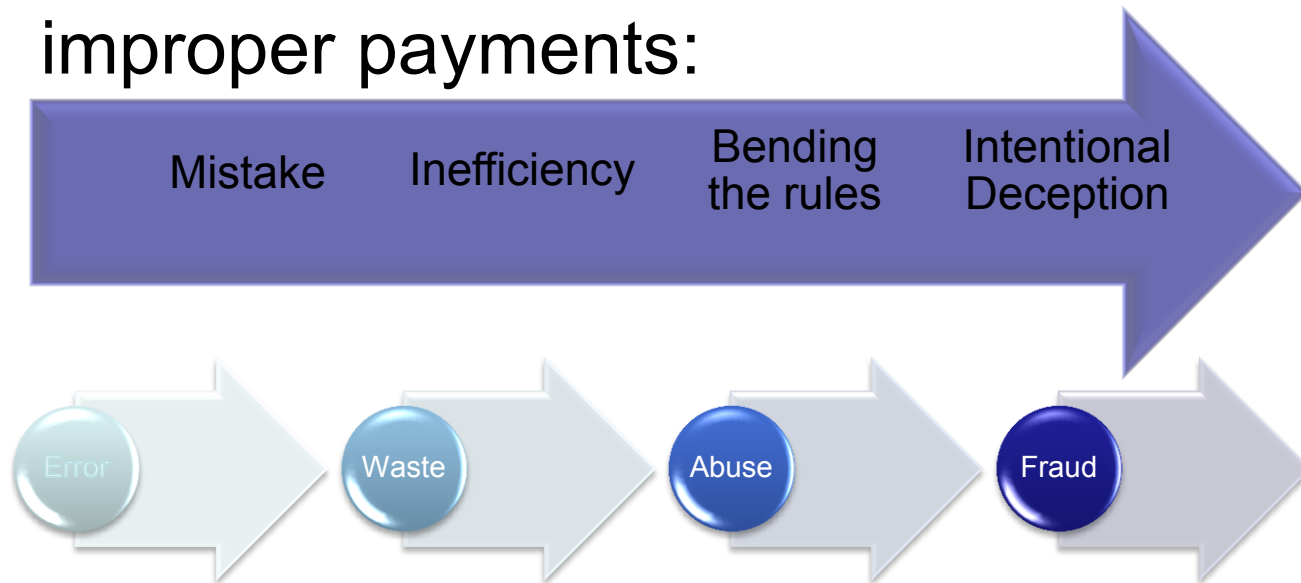 improper payments:
Mistake
Inefficiency
Bending
the rules
Intentional
Deception
Error
Waste
Abuse
Fraud